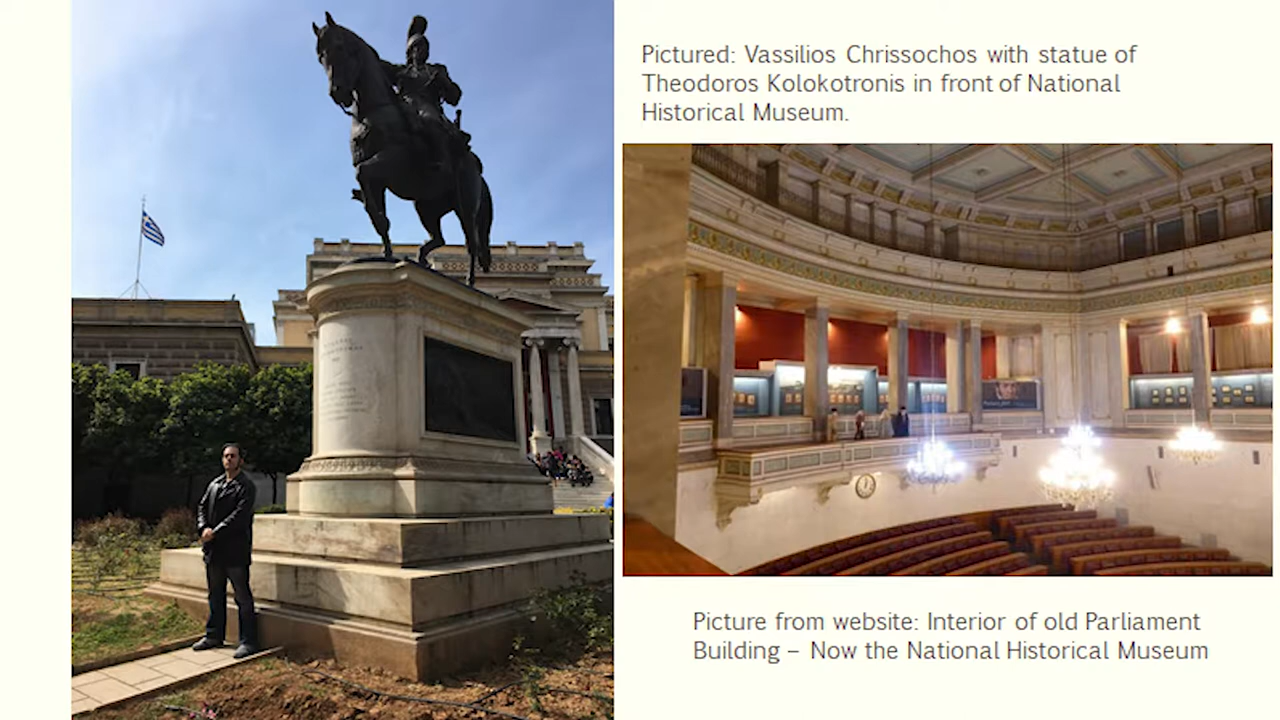 Pictured: Vassilios Chrissochos with statue of
Theodoros Kolokotronis in front of National
Historical Museum.
Picture from website: Interior of old Parliament
Building – Now the National Historical Museum